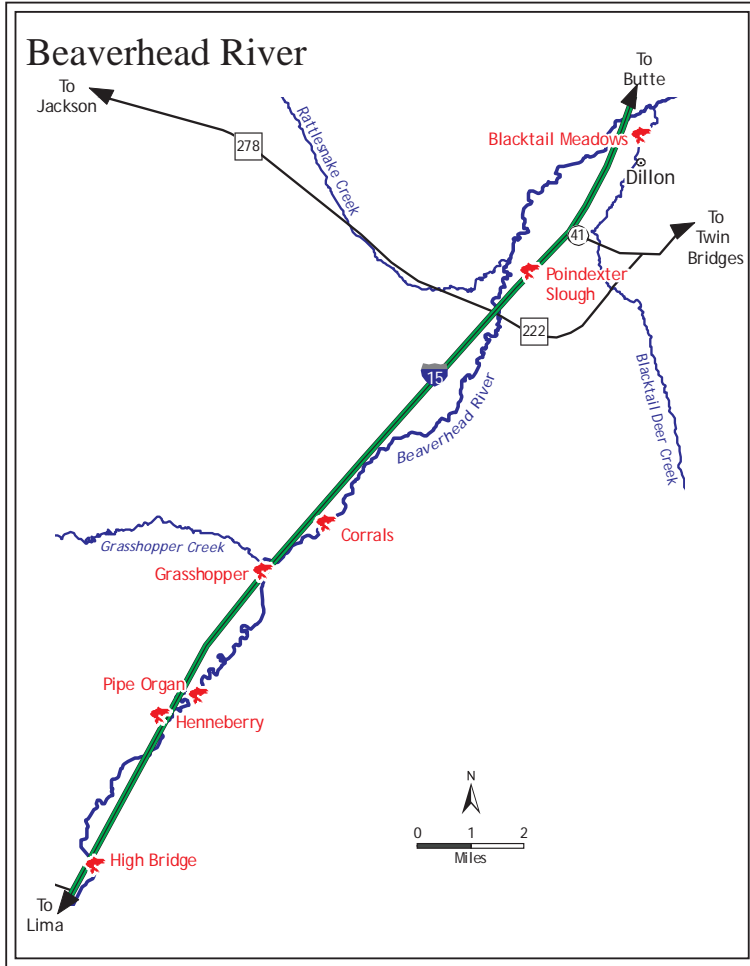 Beaverhead River
To
Butte
To
Jackson
Rattlesnake Creek
278
Blacktail Meadows
Dillon
To
Twin
Bridges
41
Poindexter
Slough
222
15
Beaverhead River
Blacktail Deer Creek
Corrals
Grasshopper Creek
Grasshopper
Pipe Organ
Henneberry
N
0 1 2
Miles
High Bridge
To
Lima